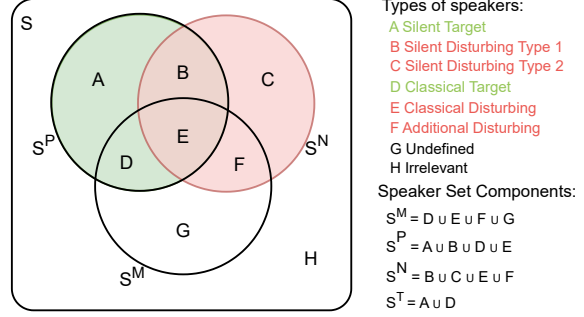 S
A
B
C
S^P
E
S^N
D
F
G
S^M
H
Types of speakers:
A Silent Target
B Silent Disturbing Type 1
C Silent Disturbing Type 2
D Classical Target
E Classical Disturbing
F Additional Disturbing
G Undefined
H Irrelevant
Speaker Set Components:
S^M = D ∪ E ∪ F ∪ G
S^P = A ∪ B ∪ D ∪ E
S^N = B ∪ C ∪ E ∪ F
S^T = A ∪ D